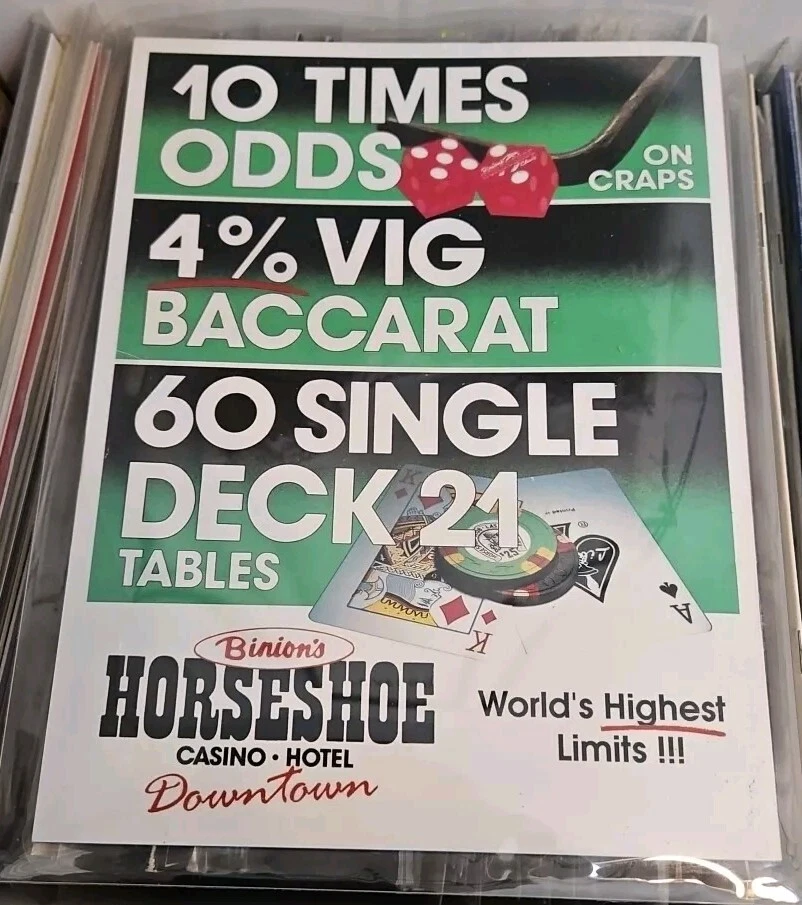 10 TIMES
ODDS
ON
CRAPS
4% VIG
BACCARAT
60 SINGLE
DECK 21
TABLES
K
K
A
Binion's
HORSESHOE
CASINO • HOTEL
Downtown
World's Highest
Limits !!!